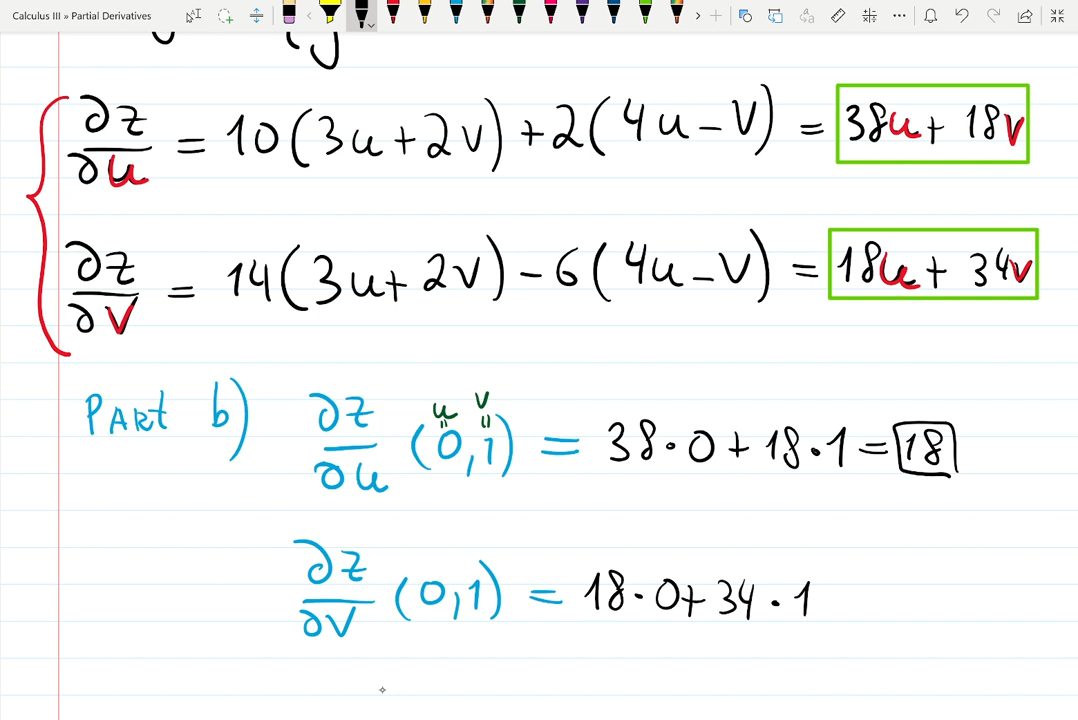 Calculus III » Partial Derivatives
∂z/∂u = 10(3u+2v)+2(4u-v) = 38u+ 18v
∂z/∂v = 14(3u+2v)-6(4u-v) = 18u+ 34v
PART b) ∂z/∂u (0,1) = 38·0+18·1=18
u v
" "
∂z/∂v (0,1) = 18·0+34·1